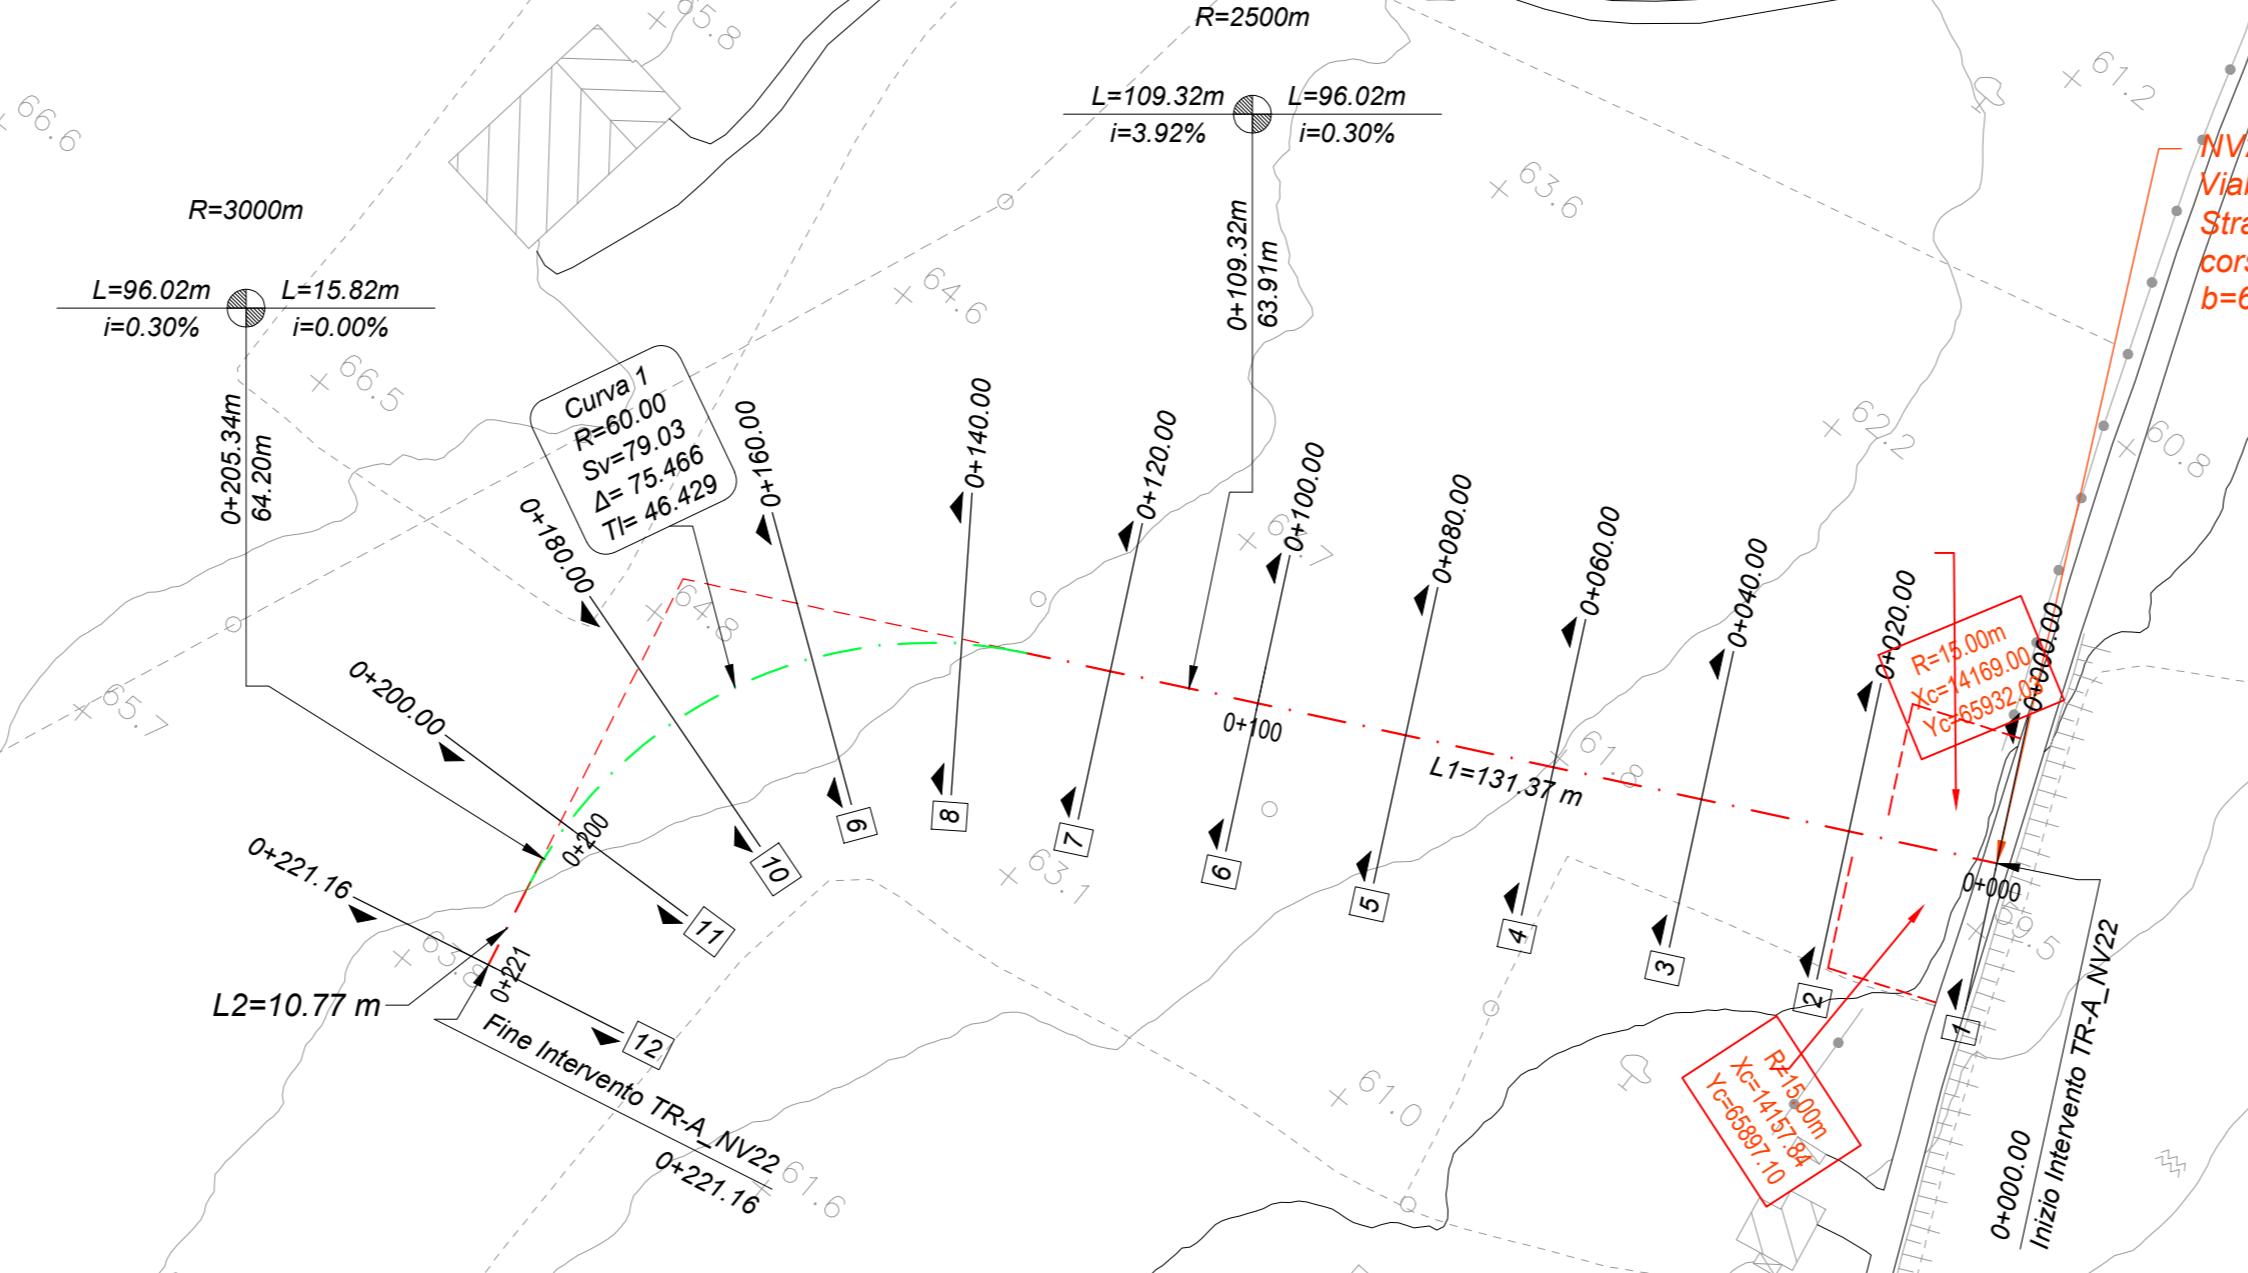 R=2500m
L=109.32m
L=96.02m
i=3.92%
i=0.30%
0+109.32m
63.91m
R=3000m
L=96.02m
L=15.82m
i=0.30%
i=0.00%
0+205.34m
64.20m
Curva 1
R=60.00
Sv=79.03
Δ= 75.466
Tl= 46.429
65.8
66.6
61.2
63.6
64.6
66.5
62.2
60.8
64.8
65.7
61.8
63.1
63.8
61.0
61.6
0+221.16
0+200.00
0+180.00
0+160.00
0+140.00
0+120.00
0+100.00
0+080.00
0+060.00
0+040.00
0+020.00
0+000.00
12
11
10
9
8
7
6
5
4
3
2
1
0+221
0+200
0+100
0+000
L1=131.37 m
L2=10.77 m
Fine Intervento TR-A_NV22
0+221.16
0+000.00
Inizio Intervento TR-A_NV22
R=15.00m
Xc=14169.00
Yc=65932.03
R=15.00m
Xc=14157.84
Yc=65897.10
b=6